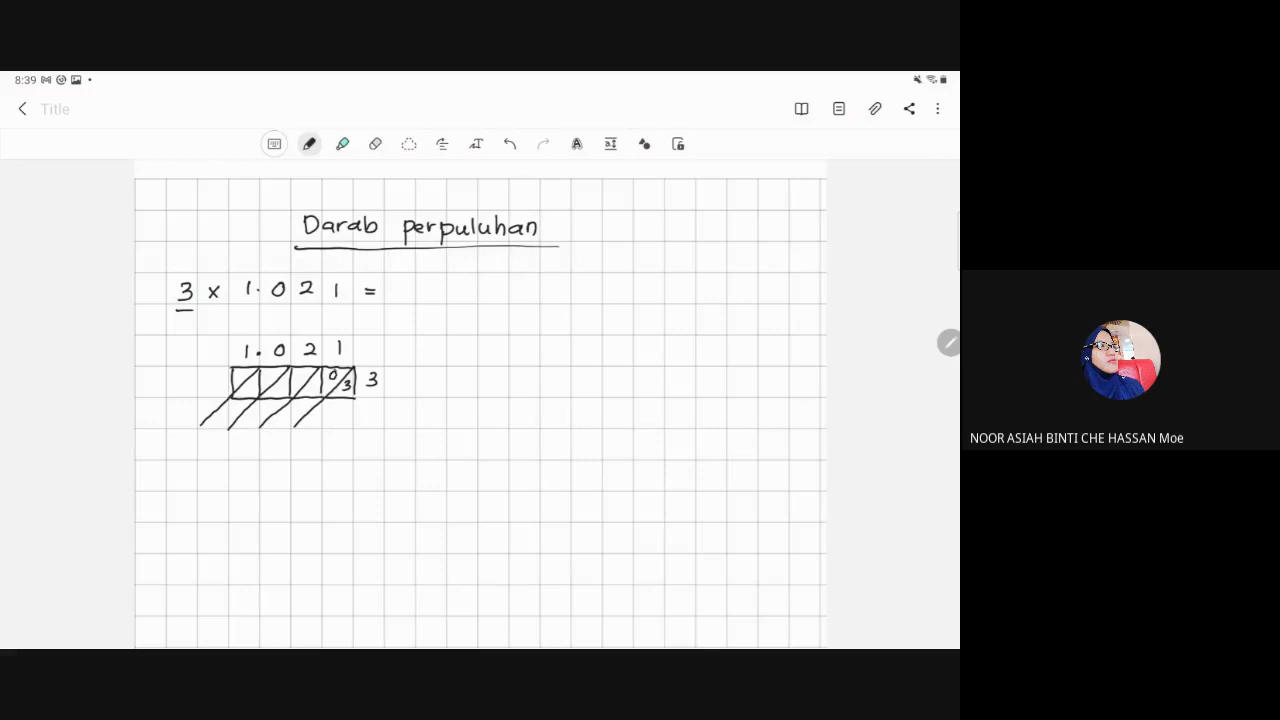 8:39
Title
Darab perpuluhan
3 x 1.021 =
1.021
0 3 3
NOOR ASIAH BINTI CHE HASSAN Moe